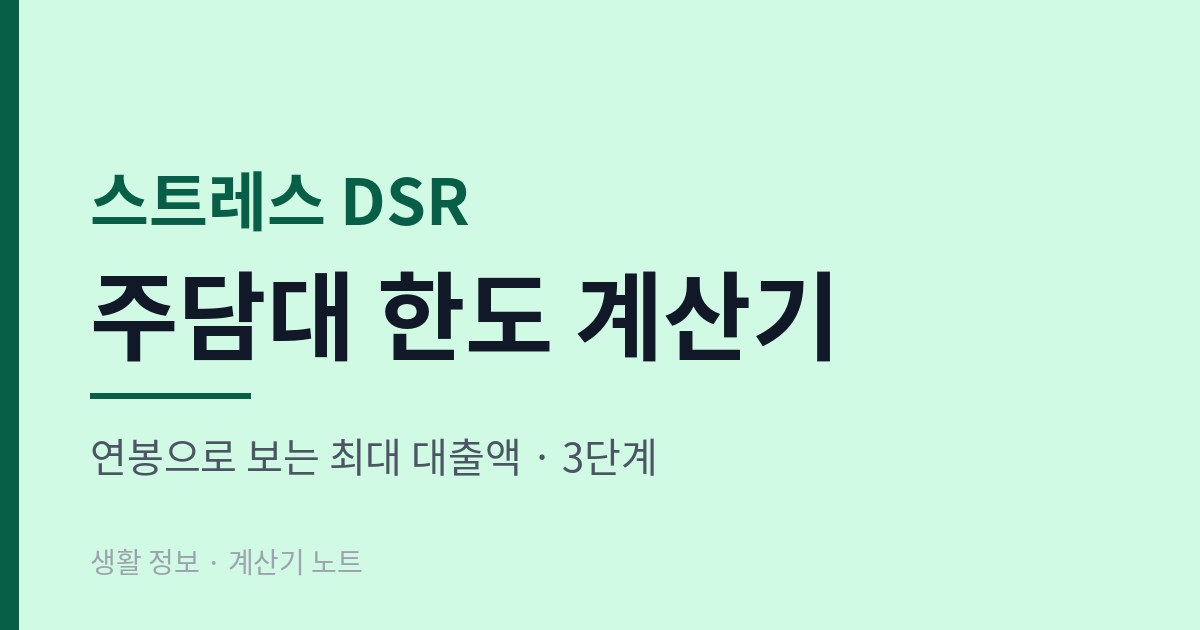 스트레스 DSR
주담대 한도 계산기
연봉으로 보는 최대 대출액 · 3단계
생활 정보 · 계산기 노트